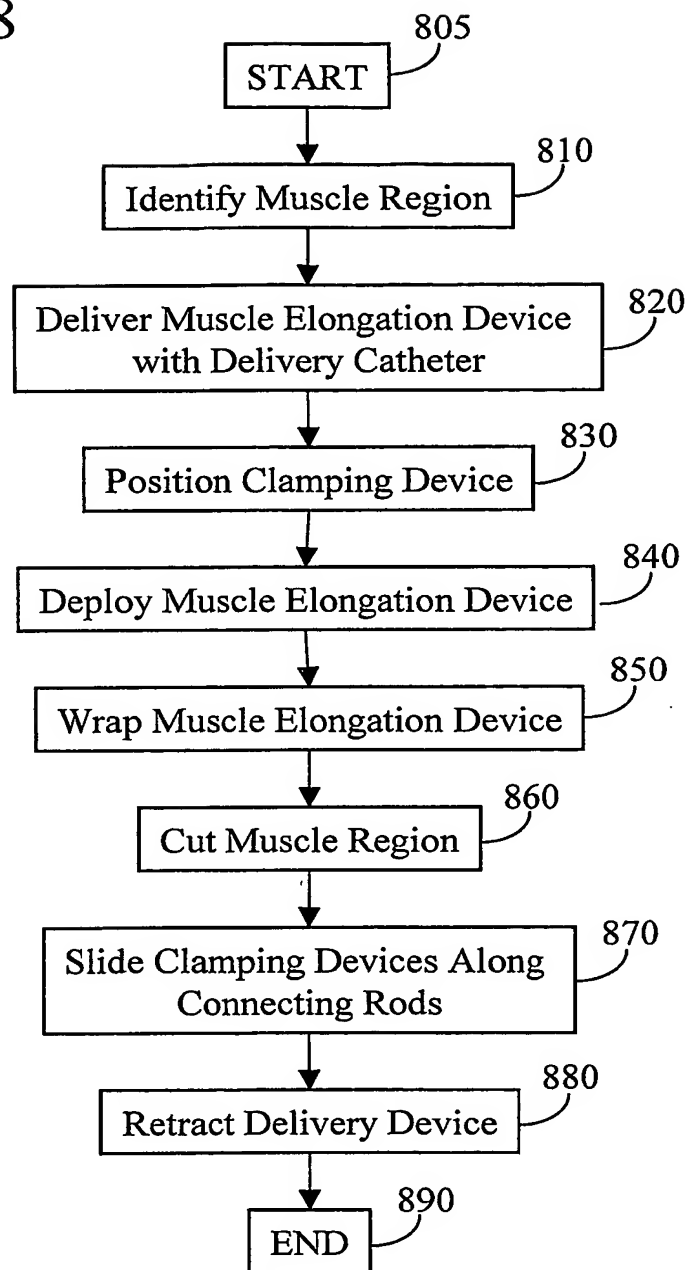 8
805
START
810
Identify Muscle Region
820
Deliver Muscle Elongation Device
with Delivery Catheter
830
Position Clamping Device
840
Deploy Muscle Elongation Device
850
Wrap Muscle Elongation Device
860
Cut Muscle Region
870
Slide Clamping Devices Along
Connecting Rods
880
Retract Delivery Device
890
END